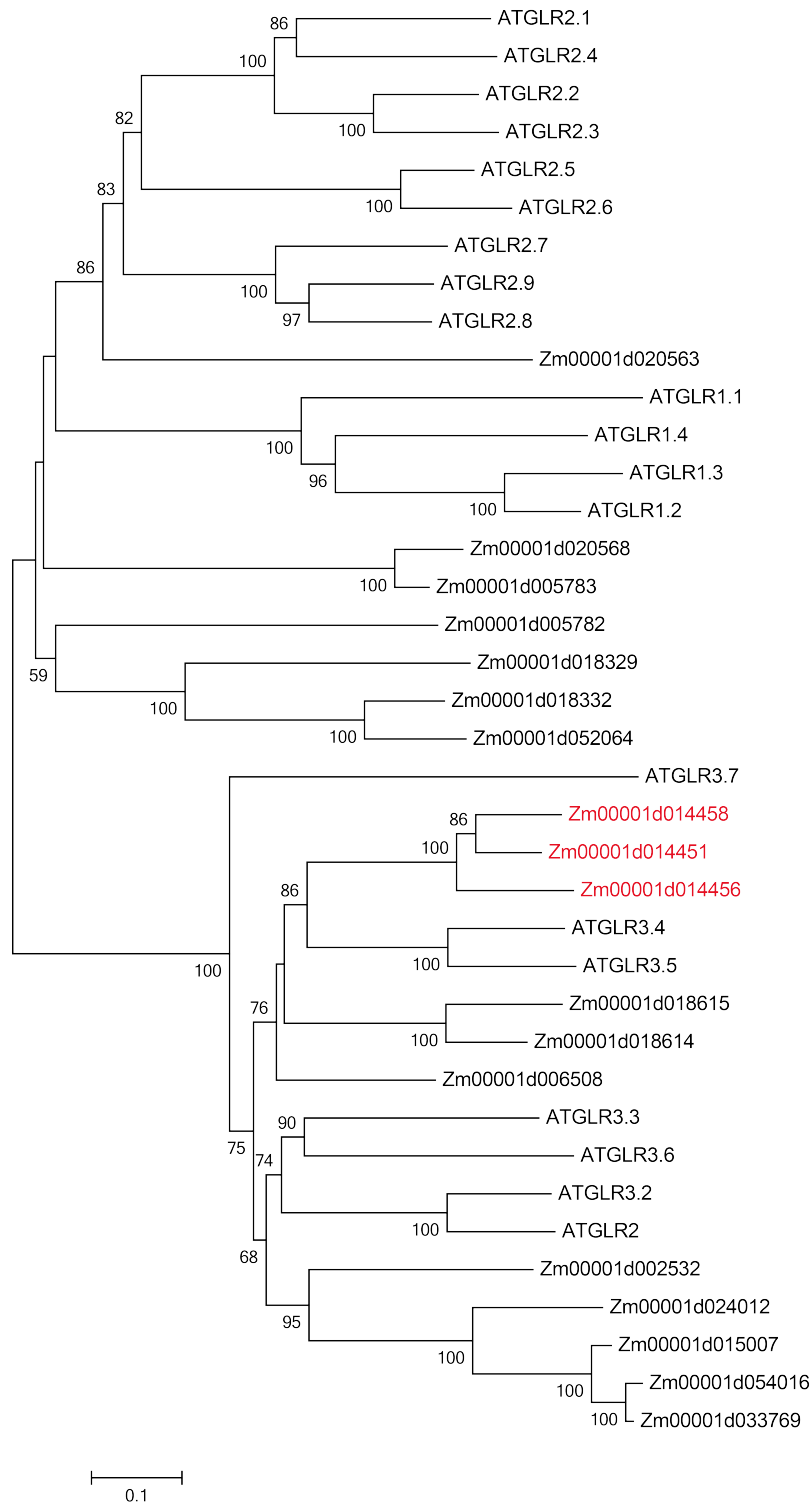 86
ATGLR2.1
100
ATGLR2.4
ATGLR2.2
82
100
ATGLR2.3
ATGLR2.5
83
100
ATGLR2.6
ATGLR2.7
86
100
ATGLR2.9
97
ATGLR2.8
Zm00001d020563
ATGLR1.1
100
ATGLR1.4
96
ATGLR1.3
100
ATGLR1.2
Zm00001d020568
100
Zm00001d005783
Zm00001d005782
59
Zm00001d018329
100
Zm00001d018332
100
Zm00001d052064
ATGLR3.7
86
Zm00001d014458
100
Zm00001d014451
86
Zm00001d014456
ATGLR3.4
100
100
ATGLR3.5
76
Zm00001d018615
100
Zm00001d018614
Zm00001d006508
90
ATGLR3.3
75
74
ATGLR3.6
ATGLR3.2
100
ATGLR2
68
Zm00001d002532
95
Zm00001d024012
100
Zm00001d015007
100
Zm00001d054016
100
Zm00001d033769
0.1